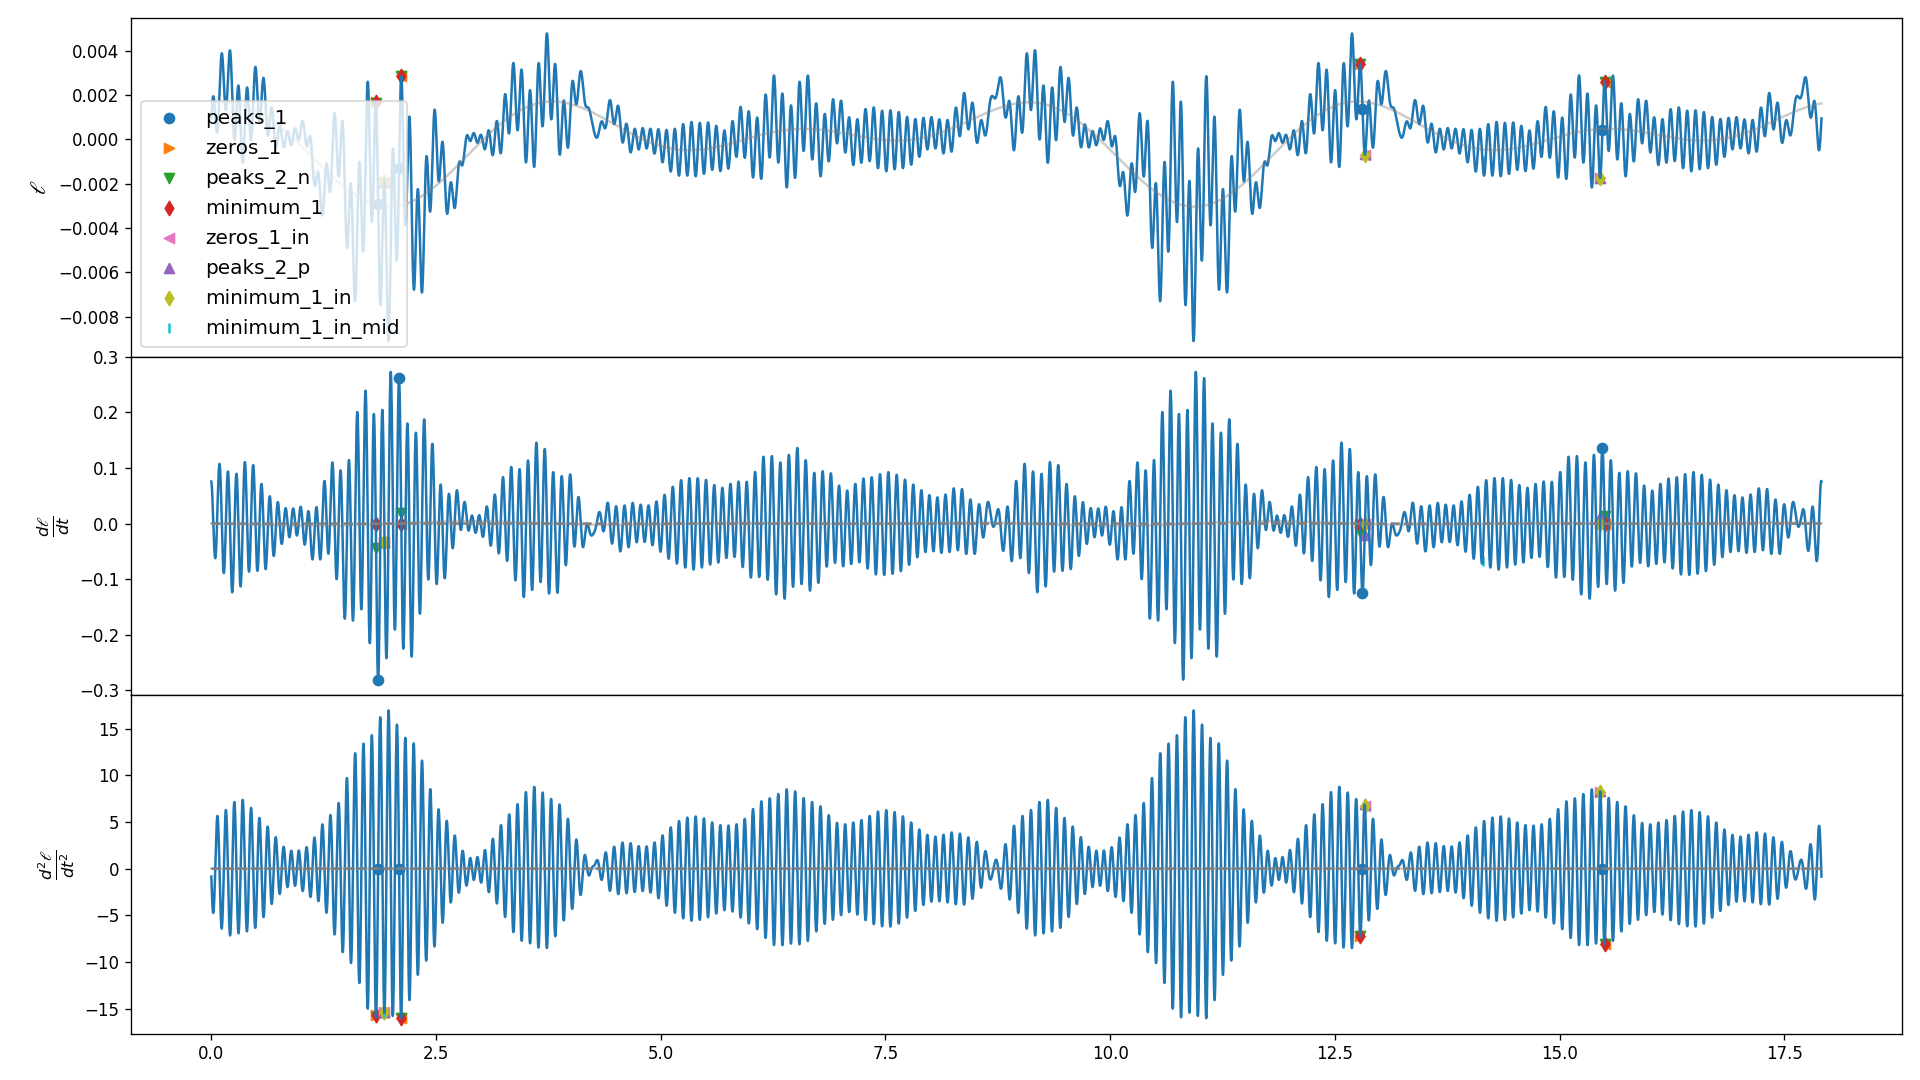 0.004
0.002
0.000
−0.002
−0.004
−0.006
−0.008
ℓ
peaks_1
zeros_1
peaks_2_n
minimum_1
zeros_1_in
peaks_2_p
minimum_1_in
minimum_1_in_mid
0.3
0.2
0.1
0.0
−0.1
−0.2
−0.3
dℓ
dt
15
10
5
0
−5
−10
−15
d²ℓ
dt²
0.0 2.5 5.0 7.5 10.0 12.5 15.0 17.5